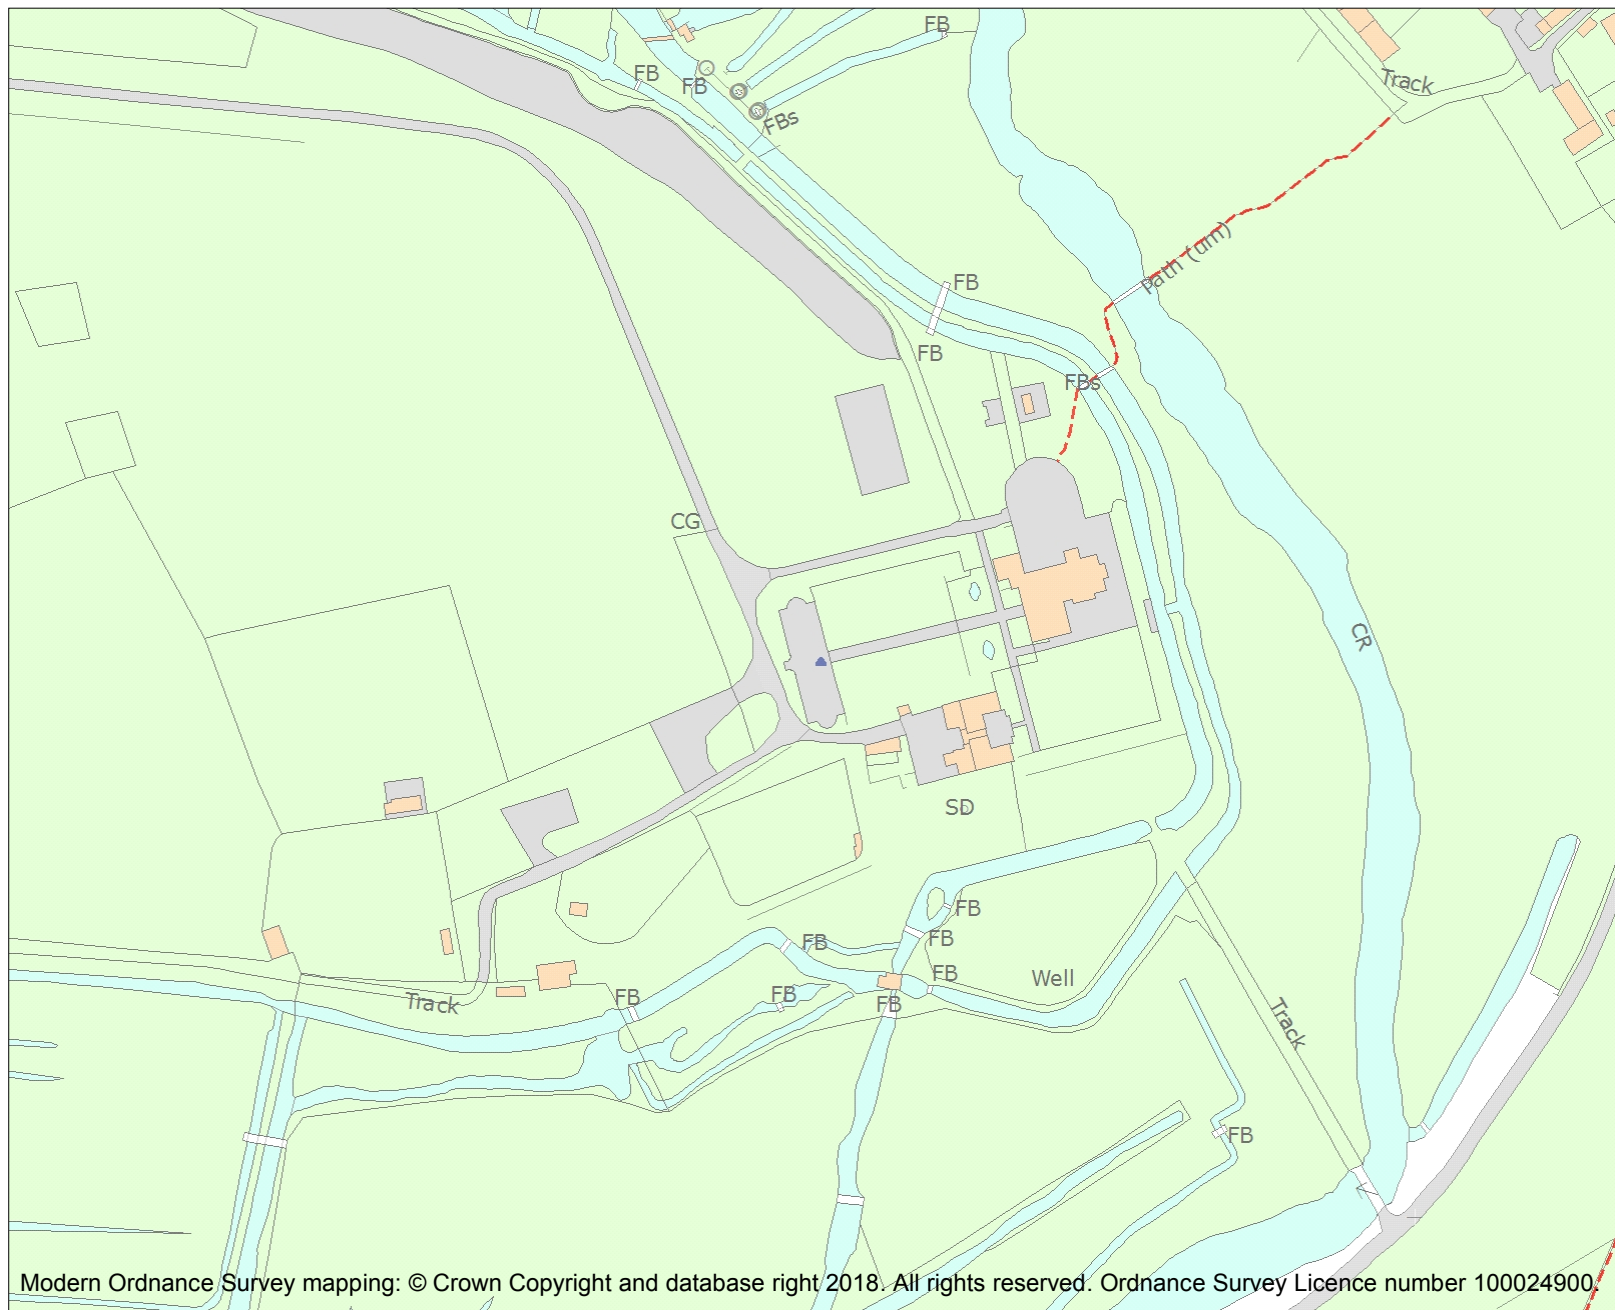 FB
FB
FB
Track
FBs
Path (um)
FB
FB
FBs
CG
CR
SD
FB
FB
FB
FB
Well
FB
FB
FB
Track
Track
FB
Modern Ordnance Survey mapping: © Crown Copyright and database right 2018. All rights reserved. Ordnance Survey Licence number 100024900.